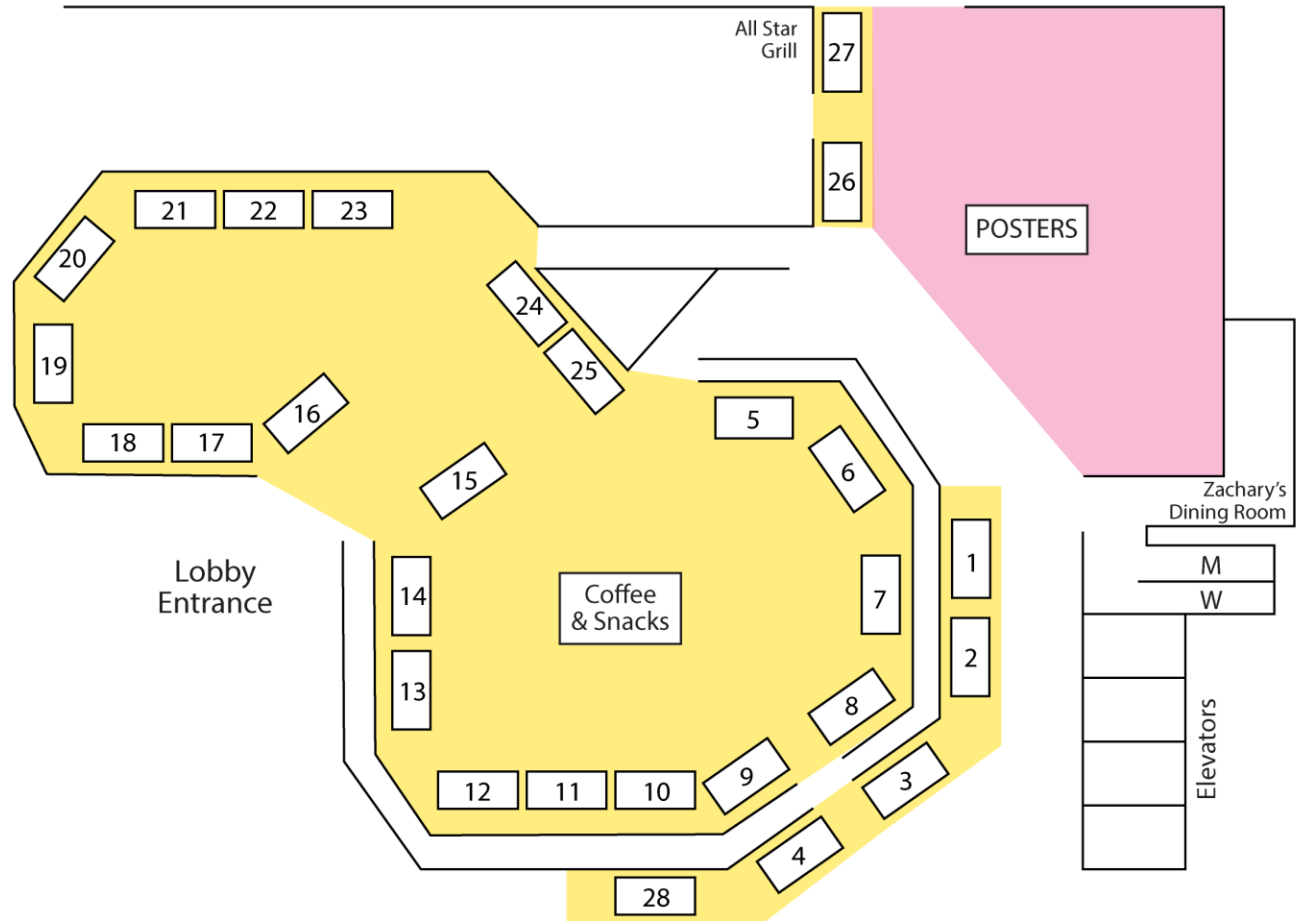 All Star
Grill
27
26
POSTERS
21
22
23
20
24
19
25
16
5
18
17
15
6
Zachary's
Dining Room
1
M
W
Lobby
Entrance
14
Coffee
& Snacks
7
2
13
8
Elevators
9
3
12
11
10
4
28